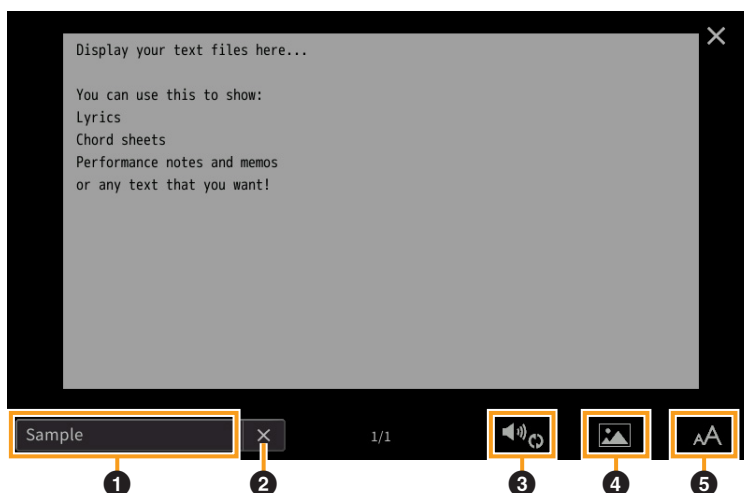 Display your text files here...
You can use this to show:
Lyrics
Chord sheets
Performance notes and memos
or any text that you want!
Sample
1/1
AA
1
2
3
4
5